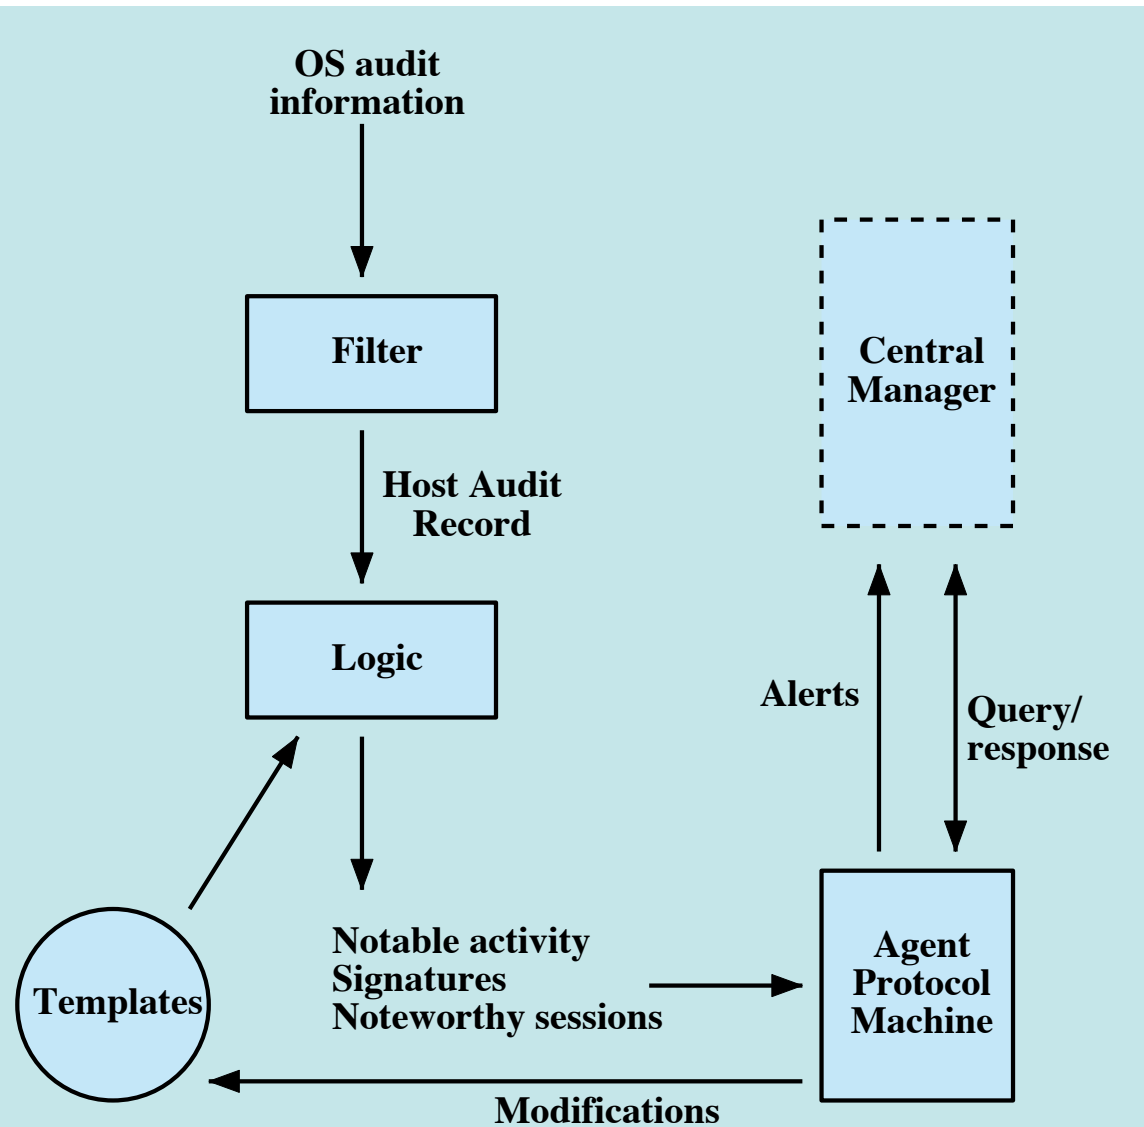 OS audit
information
Filter
Central
Manager
Host Audit
Record
Logic
Alerts
Query/
response
Notable activity
Signatures
Noteworthy sessions
Templates
Agent
Protocol
Machine
Modifications